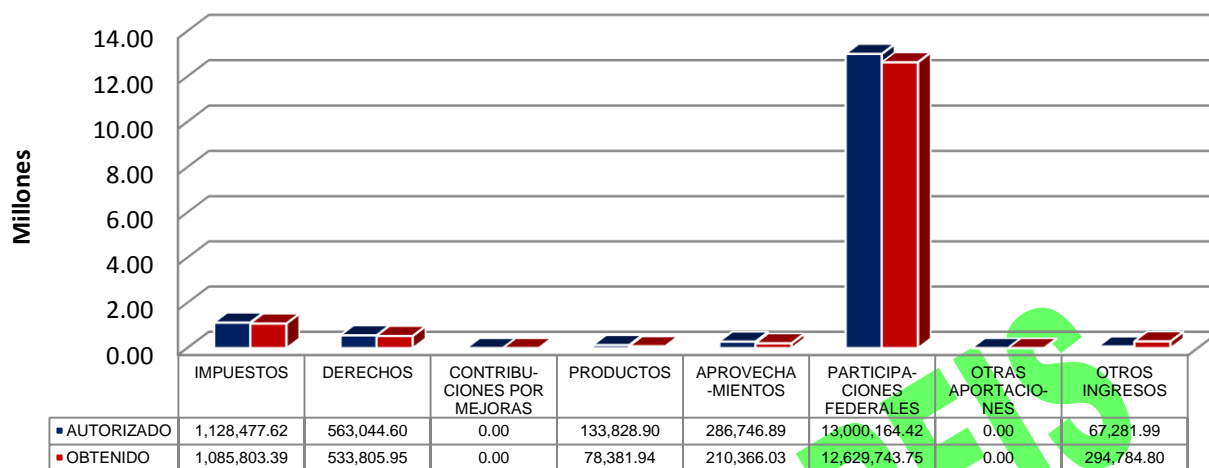 14.00
12.00
10.00
8.00
6.00
4.00
2.00
0.00
Millones
IMPUESTOS DERECHOS CONTRIBU-CIONES POR MEJORAS PRODUCTOS APROVECHA-MIENTOS PARTICIPA-CIONES FEDERALES OTRAS APORTACIO-NES OTROS INGRESOS
AUTORIZADO 1,128,477.62 563,044.60 0.00 133,828.90 286,746.89 13,000,164.42 0.00 67,281.99
OBTENIDO 1,085,803.39 533,805.95 0.00 78,381.94 210,366.03 12,629,743.75 0.00 294,784.80